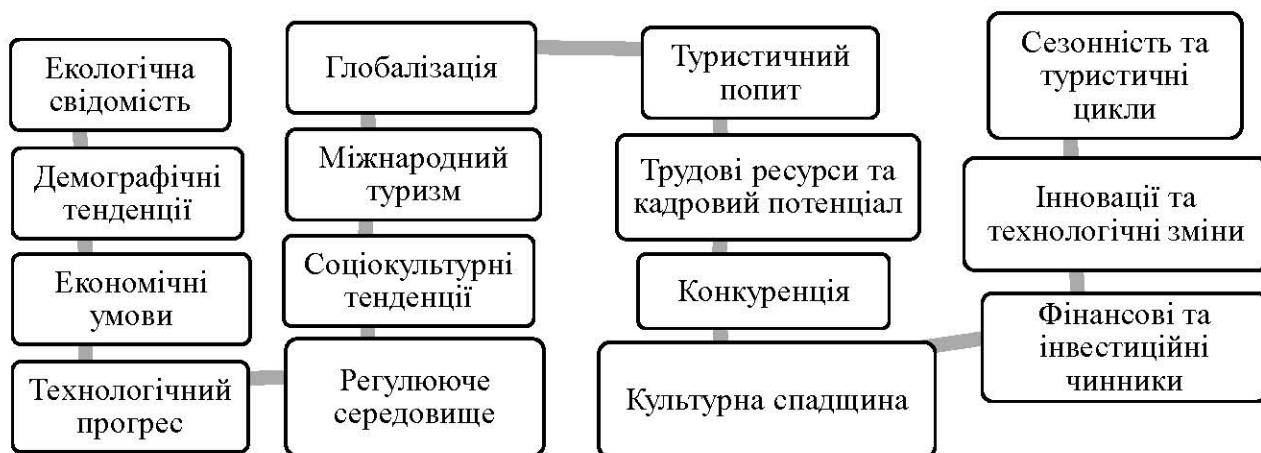 Екологічна
свідомість
Демографічні
тенденції
Економічні
умови
Технологічний
прогрес
Глобалізація
Міжнародний
туризм
Соціокультурні
тенденції
Регулююче
середовище
Туристичний
попит
Трудові ресурси та
кадровий потенціал
Конкуренція
Культурна спадщина
Сезонність та
туристичні
цикли
Інновації та
технологічні зміни
Фінансові та
інвестиційні
чинники